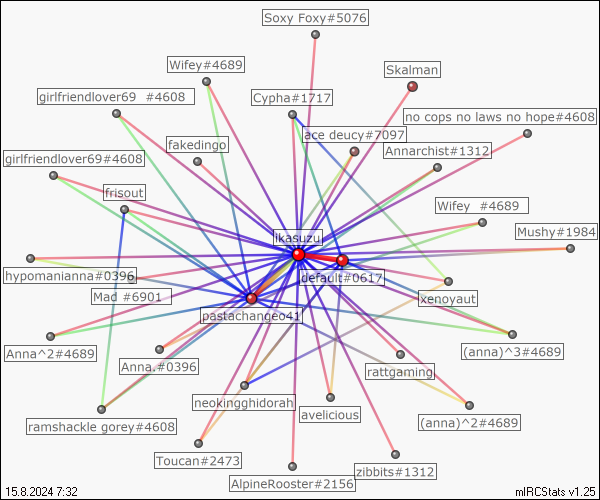 Soxy Foxy#5076
Wifey#4689
Skalman
girlfriendlover69 #4608
Cypha#1717
no cops no laws no hope#4608
ace deucy#7097
fakedingo
Annarchist#1312
girlfriendlover69#4608
frisout
Wifey #4689
Mushy#1984
ikasuzu
hypomanianna#0396
default#0617
Mad #6901
xenoyaut
pastachangeo41
Anna^2#4689
(anna)^3#4689
Anna.#0396
rattgaming
neokingghidorah
avelicious
(anna)^2#4689
ramshackle gorey#4608
Toucan#2473
zibbits#1312
AlpineRooster#2156
15.8.2024 7:32
mIRCStats v1.25